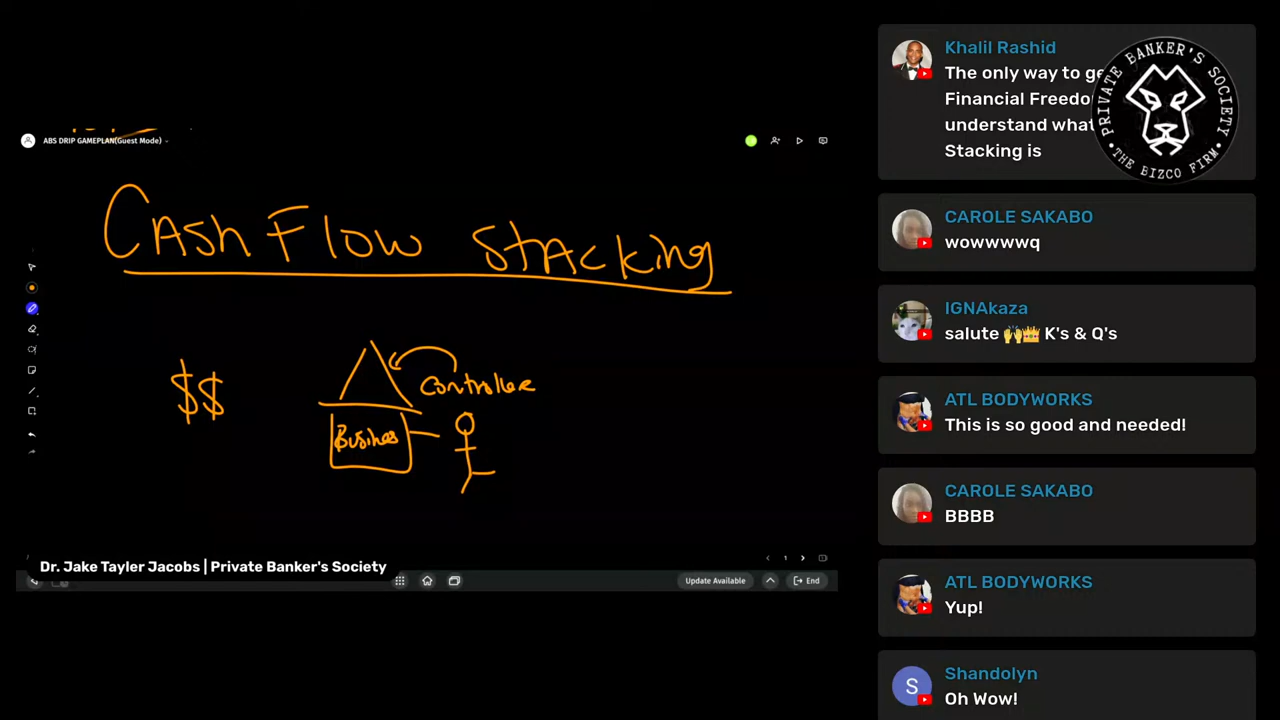 ABS DRIP GAMEPLAN(Guest Mode)
CAsh Flow stAcking
$$
Controller
Business
Dr. Jake Tayler Jacobs | Private Banker's Society
1
Update Available
End
Khalil Rashid
The only way to ge
Financial Freedo
understand what
Stacking is
PRIVATE BANKER'S SOCIETY
• THE BIZCO FIRM •
CAROLE SAKABO
wowwwwq
IGNAkaza
salute 🙌👑 K's & Q's
ATL BODYWORKS
This is so good and needed!
CAROLE SAKABO
BBBB
ATL BODYWORKS
Yup!
S
Shandolyn
Oh Wow!